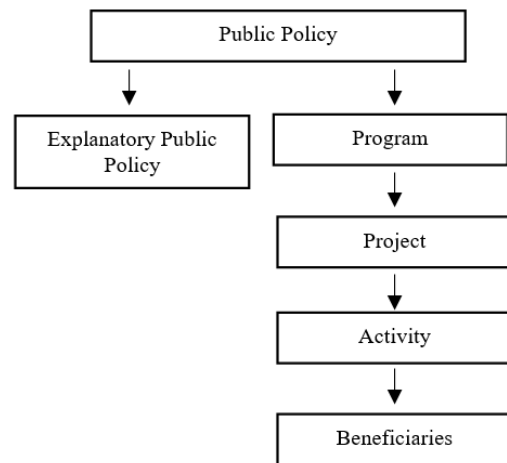 Public Policy
Explanatory Public
Policy
Program
Project
Activity
Beneficiaries